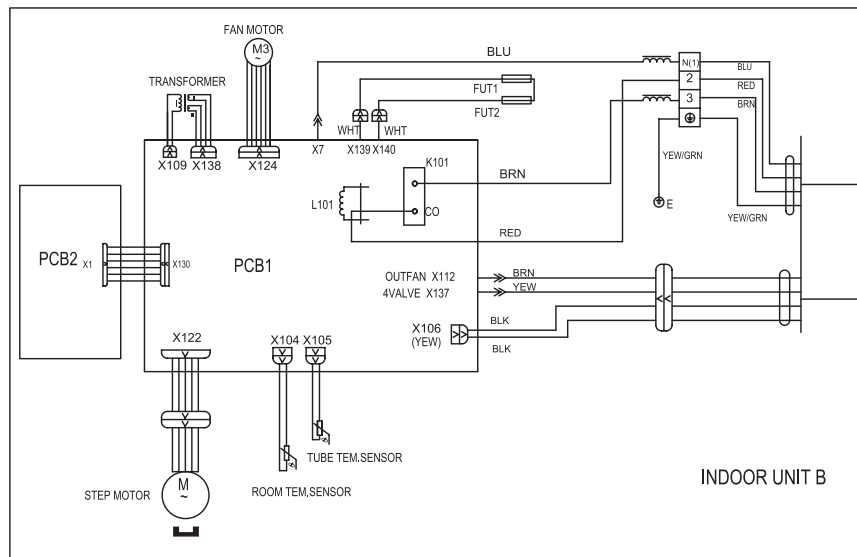 FAN MOTOR
M3
~
TRANSFORMER
BLU
N(1)
BLU
FUT1
2
RED
FUT2
3
BRN
WHT
WHT
X109
X138
X124
X7
X139
X140
K101
YEW/GRN
BRN
L101
CO
E
YEW/GRN
RED
PCB2
X1
X130
PCB1
OUTFAN X112
BRN
4VALVE X137
YEW
X106
(YEW)
BLK
BLK
X122
X104
X105
TUBE TEM.SENSOR
M
~
STEP MOTOR
ROOM TEM,SENSOR
INDOOR UNIT B